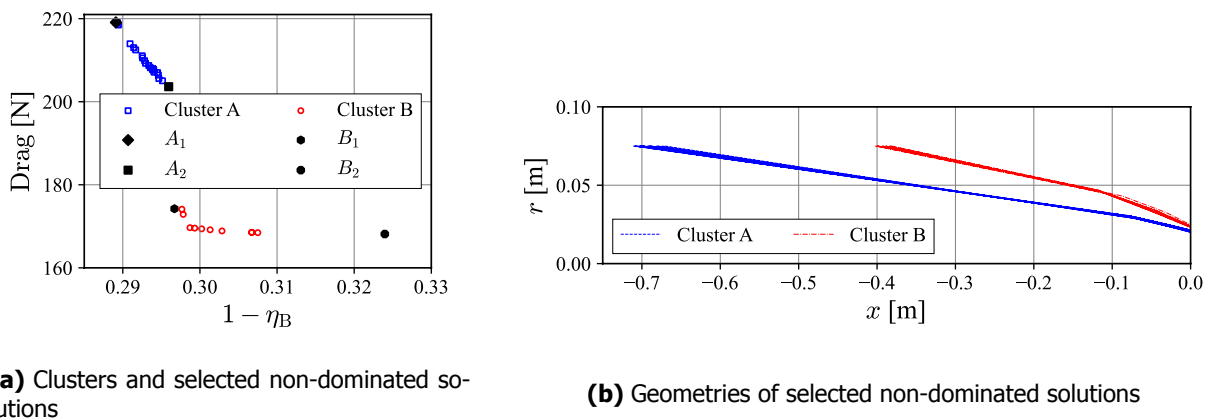 220
200
180
160
Drag [N]
Cluster A
Cluster B
A₁
B₁
A₂
B₂
0.29 0.30 0.31 0.32 0.33
1 − η_B
0.10
0.05
0.00
r [m]
Cluster A
Cluster B
−0.7 −0.6 −0.5 −0.4 −0.3 −0.2 −0.1 0.0
x [m]
a) Clusters and selected non-dominated so-
utions
(b) Geometries of selected non-dominated solutions